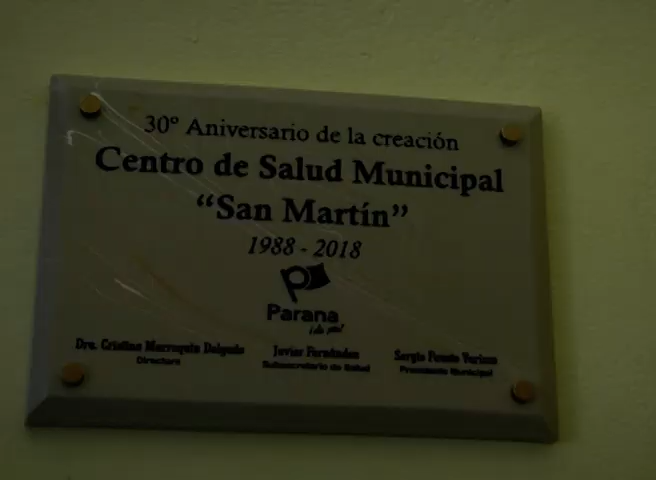 30° Aniversario de la creación
Centro de Salud Municipal
“San Martín”
1988 - 2018
Parana
Dra. Cristina Delgado
Directora
Javier Fernández
Subsecretario de Salud
Sergio Fausto Varisco
Presidente Municipal